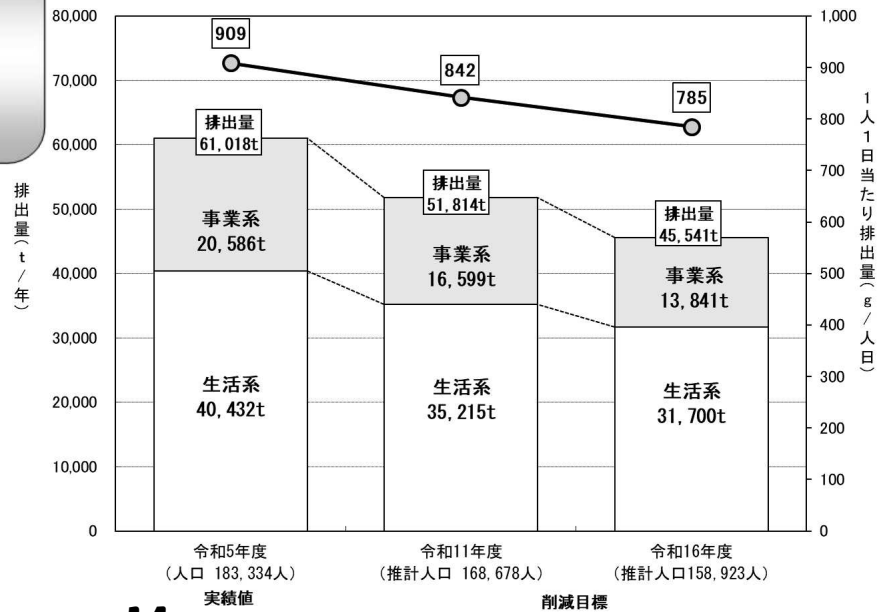 排出量(t/年)
80,000
70,000
60,000
50,000
40,000
30,000
20,000
10,000
0
909
842
785
排出量
61,018t
事業系
20,586t
生活系
40,432t
排出量
51,814t
事業系
16,599t
生活系
35,215t
排出量
45,541t
事業系
13,841t
生活系
31,700t
1,000
900
800
700
600
500
400
300
200
100
0
1人1日当たり排出量(g/人日)
令和5年度
(人口 183,334人)
実績値
令和11年度
(推計人口 168,678人)
令和16年度
(推計人口158,923人)
削減目標